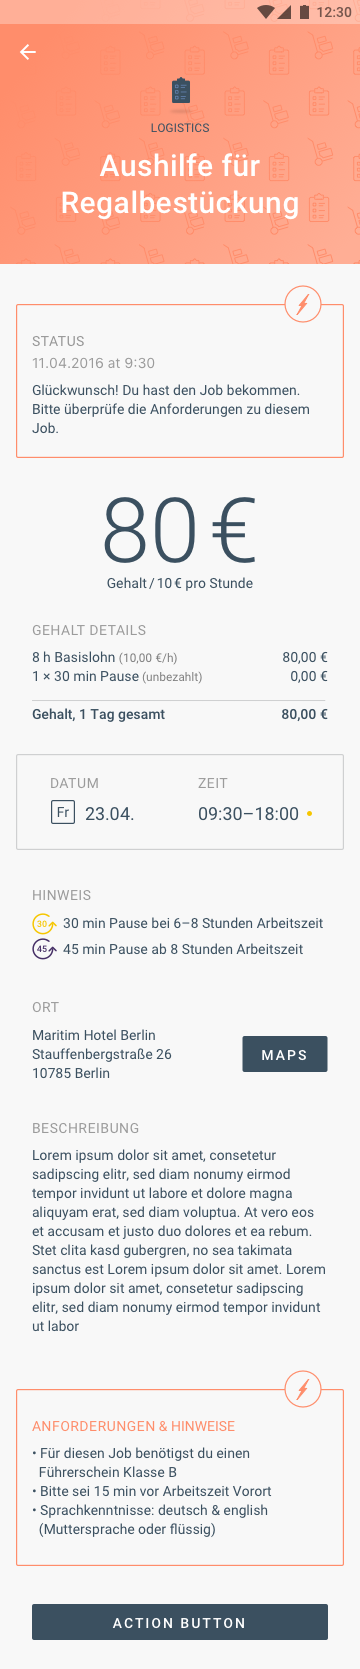 12:30
LOGISTICS
Aushilfe für
Regalbestückung
STATUS
11.04.2016 at 9:30
Glückwunsch! Du hast den Job bekommen.
Bitte überprüfe die Anforderungen zu diesem
Job.
80 €
Gehalt / 10 € pro Stunde
GEHALT DETAILS
8 h Basislohn (10,00 €/h) 80,00 €
1 × 30 min Pause (unbezahlt) 0,00 €
Gehalt, 1 Tag gesamt 80,00 €
DATUM ZEIT
Fr 23.04. 09:30–18:00
HINWEIS
30 30 min Pause bei 6–8 Stunden Arbeitszeit
45 45 min Pause ab 8 Stunden Arbeitszeit
ORT
Maritim Hotel Berlin
Stauffenbergstraße 26
10785 Berlin
MAPS
BESCHREIBUNG
Lorem ipsum dolor sit amet, consetetur
sadipscing elitr, sed diam nonumy eirmod
tempor invidunt ut labore et dolore magna
aliquyam erat, sed diam voluptua. At vero eos
et accusam et justo duo dolores et ea rebum.
Stet clita kasd gubergren, no sea takimata
sanctus est Lorem ipsum dolor sit amet. Lorem
ipsum dolor sit amet, consetetur sadipscing
elitr, sed diam nonumy eirmod tempor invidunt
ut labor
ANFORDERUNGEN & HINWEISE
• Für diesen Job benötigst du einen
Führerschein Klasse B
• Bitte sei 15 min vor Arbeitszeit Vorort
• Sprachkenntnisse: deutsch & english
(Muttersprache oder flüssig)
ACTION BUTTON